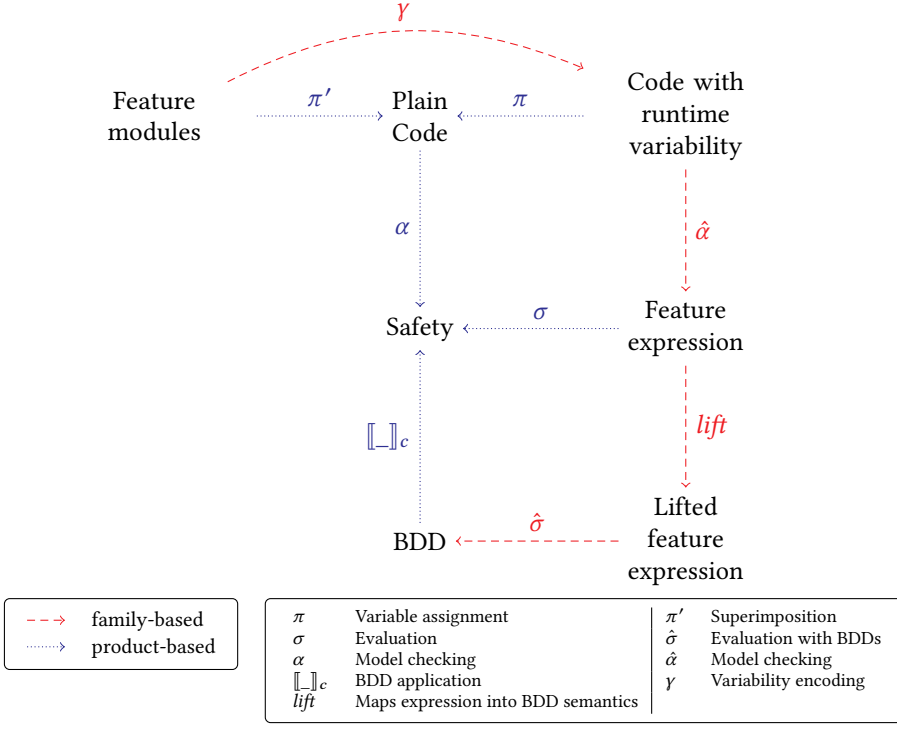 γ
Feature
modules
π′
Plain
Code
π
Code with
runtime
variability
α
α̂
Safety
σ
Feature
expression
⟦_⟧c
lift
BDD
σ̂
Lifted
feature
expression
family-based
product-based
π Variable assignment
σ Evaluation
α Model checking
⟦_⟧c BDD application
lift Maps expression into BDD semantics
π′ Superimposition
σ̂ Evaluation with BDDs
α̂ Model checking
γ Variability encoding